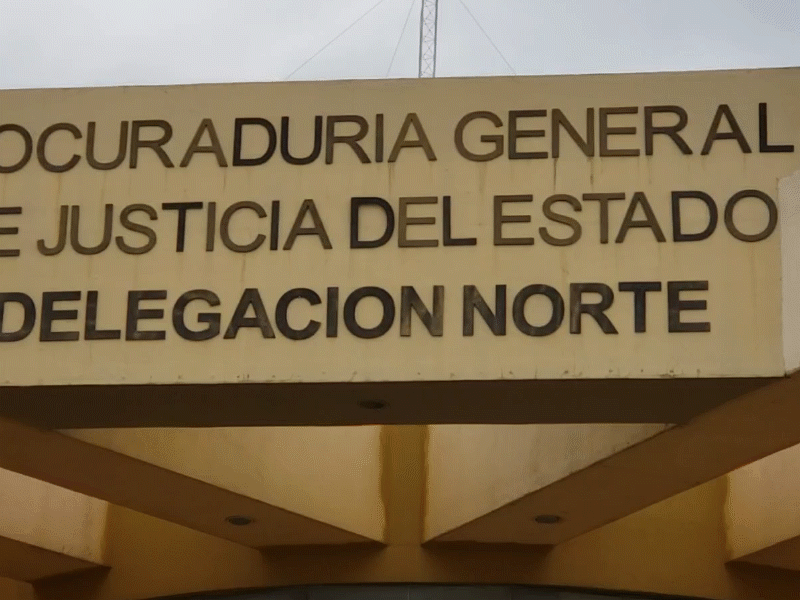 OCURADURIA GENERAL
E JUSTICIA DEL ESTADO
DELEGACION NORTE